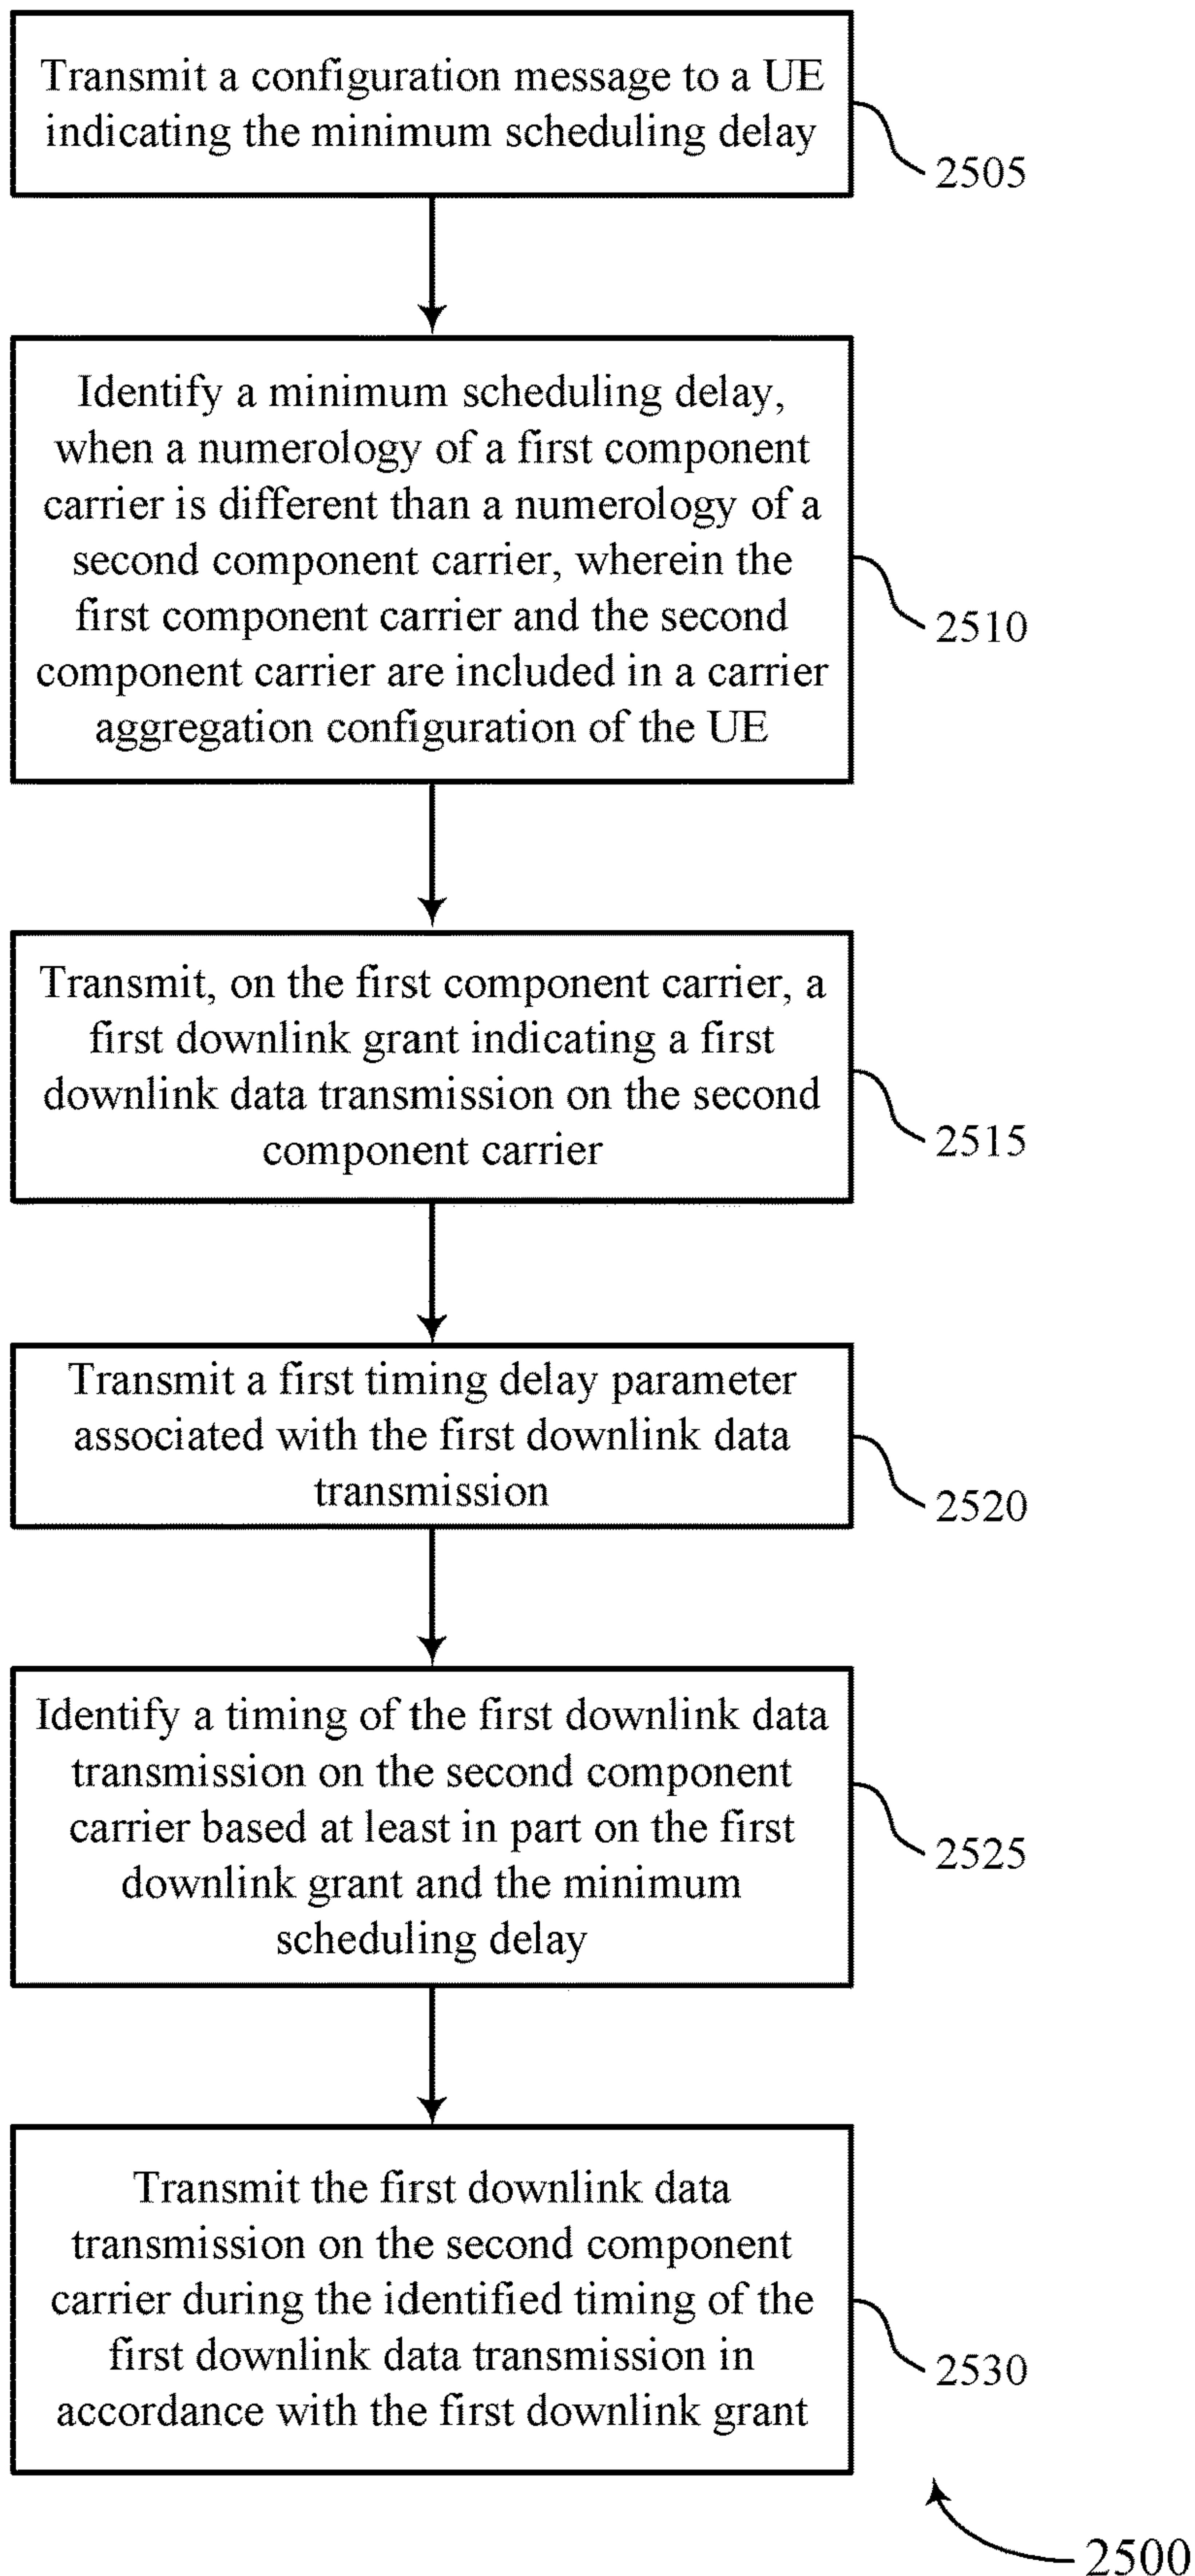 Transmit a configuration message to a UE
indicating the minimum scheduling delay
2505
Identify a minimum scheduling delay,
when a numerology of a first component
carrier is different than a numerology of a
second component carrier, wherein the
first component carrier and the second
component carrier are included in a carrier
aggregation configuration of the UE
2510
Transmit, on the first component carrier, a
first downlink grant indicating a first
downlink data transmission on the second
component carrier
2515
Transmit a first timing delay parameter
associated with the first downlink data
transmission
2520
Identify a timing of the first downlink data
transmission on the second component
carrier based at least in part on the first
downlink grant and the minimum
scheduling delay
2525
Transmit the first downlink data
transmission on the second component
carrier during the identified timing of the
first downlink data transmission in
accordance with the first downlink grant
2530
2500